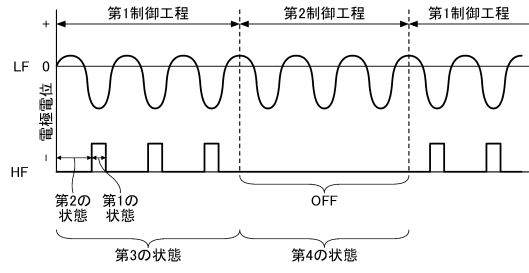 第1制御工程 第2制御工程 第1制御工程
+
LF 0
電極電位
-
HF
第2の状態
第1の状態
OFF
第3の状態 第4の状態